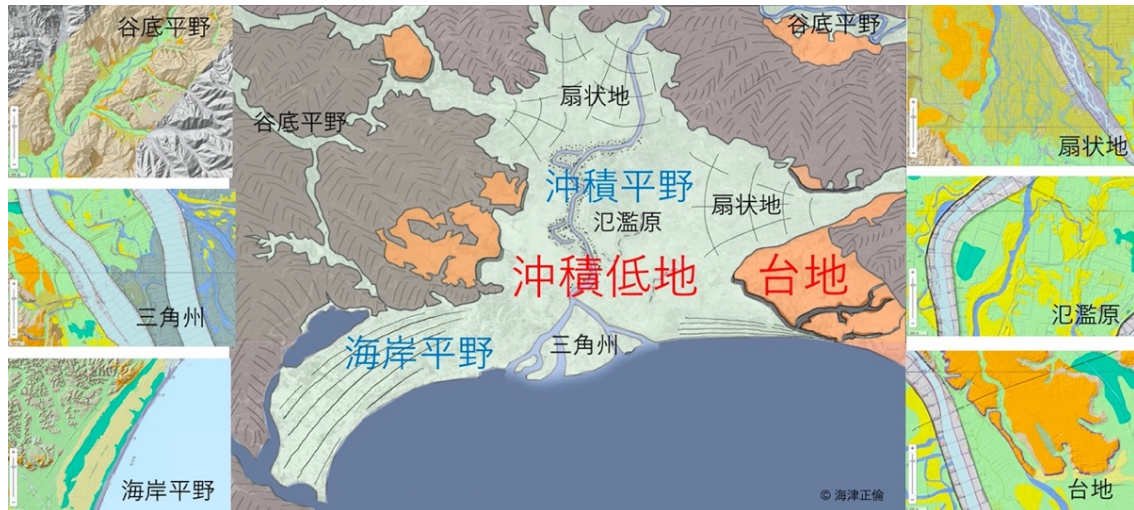 谷底平野
三角州
海岸平野
谷底平野
扇状地
谷底平野
沖積平野
扇状地
氾濫原
沖積低地
台地
海岸平野
三角州
© 海津正倫
扇状地
氾濫原
台地